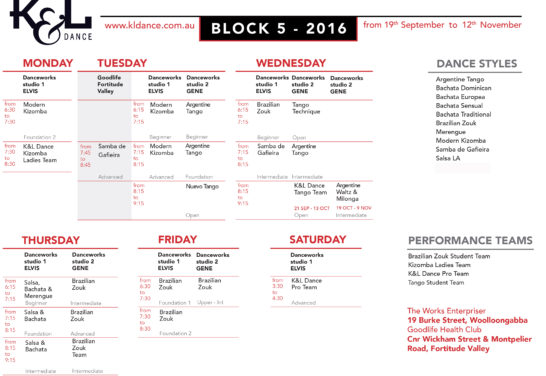 K&L
DANCE
www.kldance.com.au
BLOCK 5 - 2016
from 19th September to 12th November
MONDAY
Danceworks
studio 1
ELVIS
from
6:30
to
7:30
Modern
Kizomba
Foundation 2
from
7:30
to
8:30
K&L Dance
Kizomba
Ladies Team
TUESDAY
Goodlife
Fortitude
Valley
Danceworks
studio 1
ELVIS
Danceworks
studio 2
GENE
from
6:15
to
7:15
Modern
Kizomba
Beginner
Argentine
Tango
Beginner
from
7:45
to
8:45
Samba de
Gafieira
Advanced
from
7:15
to
8:15
Modern
Kizomba
Advanced
Argentine
Tango
Foundation
from
8:15
to
9:15
Nuevo Tango
Open
WEDNESDAY
Danceworks
studio 1
ELVIS
Danceworks
studio 2
GENE
Danceworks
studio 2
GENE
from
6:15
to
7:15
Brazilian
Zouk
Beginner
Tango
Technique
Open
from
7:15
to
8:15
Samba de
Gafieira
Intermediate
Argentine
Tango
Intermediate
from
8:15
to
9:15
K&L Dance
Tango Team
21 SEP - 13 OCT
Open
Argentine
Waltz &
Milonga
19 OCT - 9 NOV
Intermediate
DANCE STYLES
Argentine Tango
Bachata Dominican
Bachata Europea
Bachata Sensual
Bachata Traditional
Brazilian Zouk
Merengue
Modern Kizomba
Samba de Gafieira
Salsa LA
THURSDAY
Danceworks
studio 1
ELVIS
Danceworks
studio 2
GENE
from
6:15
to
7:15
Salsa,
Bachata &
Merengue
Beginner
Brazilian
Zouk
Intermediate
from
7:15
to
8:15
Salsa &
Bachata
Foundation
Brazilian
Zouk
Advanced
from
8:15
to
9:15
Salsa &
Bachata
Intermediate
Brazilian
Zouk
Team
Intermediate
FRIDAY
Danceworks
studio 1
ELVIS
Danceworks
studio 2
GENE
from
6:30
to
7:30
Brazilian
Zouk
Foundation 1
Brazilian
Zouk
Upper - Int
from
7:30
to
8:30
Brazilian
Zouk
Foundation 2
SATURDAY
Danceworks
studio 1
ELVIS
from
3:30
to
4:30
K&L Dance
Pro Team
Advanced
PERFORMANCE TEAMS
Brazilian Zouk Student Team
Kizomba Ladies Team
K&L Dance Pro Team
Tango Student Team
The Works Enterpriser
19 Burke Street, Woolloongabba
Goodlife Health Club
Cnr Wickham Street & Montpelier
Road, Fortitude Valley